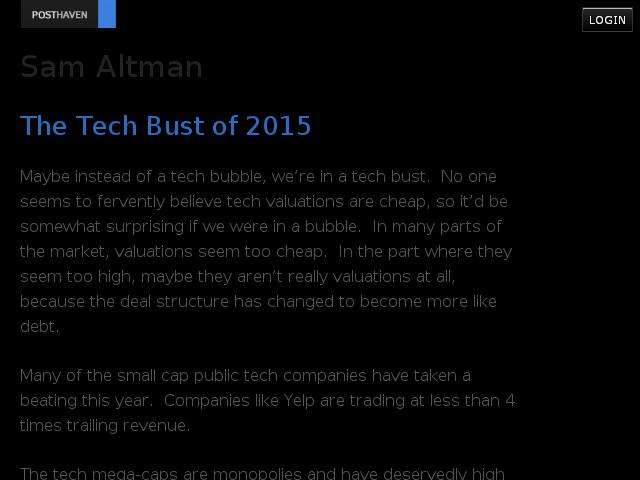 POSTHAVEN
LOGIN
Sam Altman
The Tech Bust of 2015
Maybe instead of a tech bubble, we’re in a tech bust.  No one
seems to fervently believe tech valuations are cheap, so it’d be
somewhat surprising if we were in a bubble.  In many parts of
the market, valuations seem too cheap.  In the part where they
seem too high, maybe they aren’t really valuations at all,
because the deal structure has changed to become more like
debt.
Many of the small cap public tech companies have taken a
beating this year.  Companies like Yelp are trading at less than 4
times trailing revenue.
The tech mega-caps are monopolies and have deservedly high